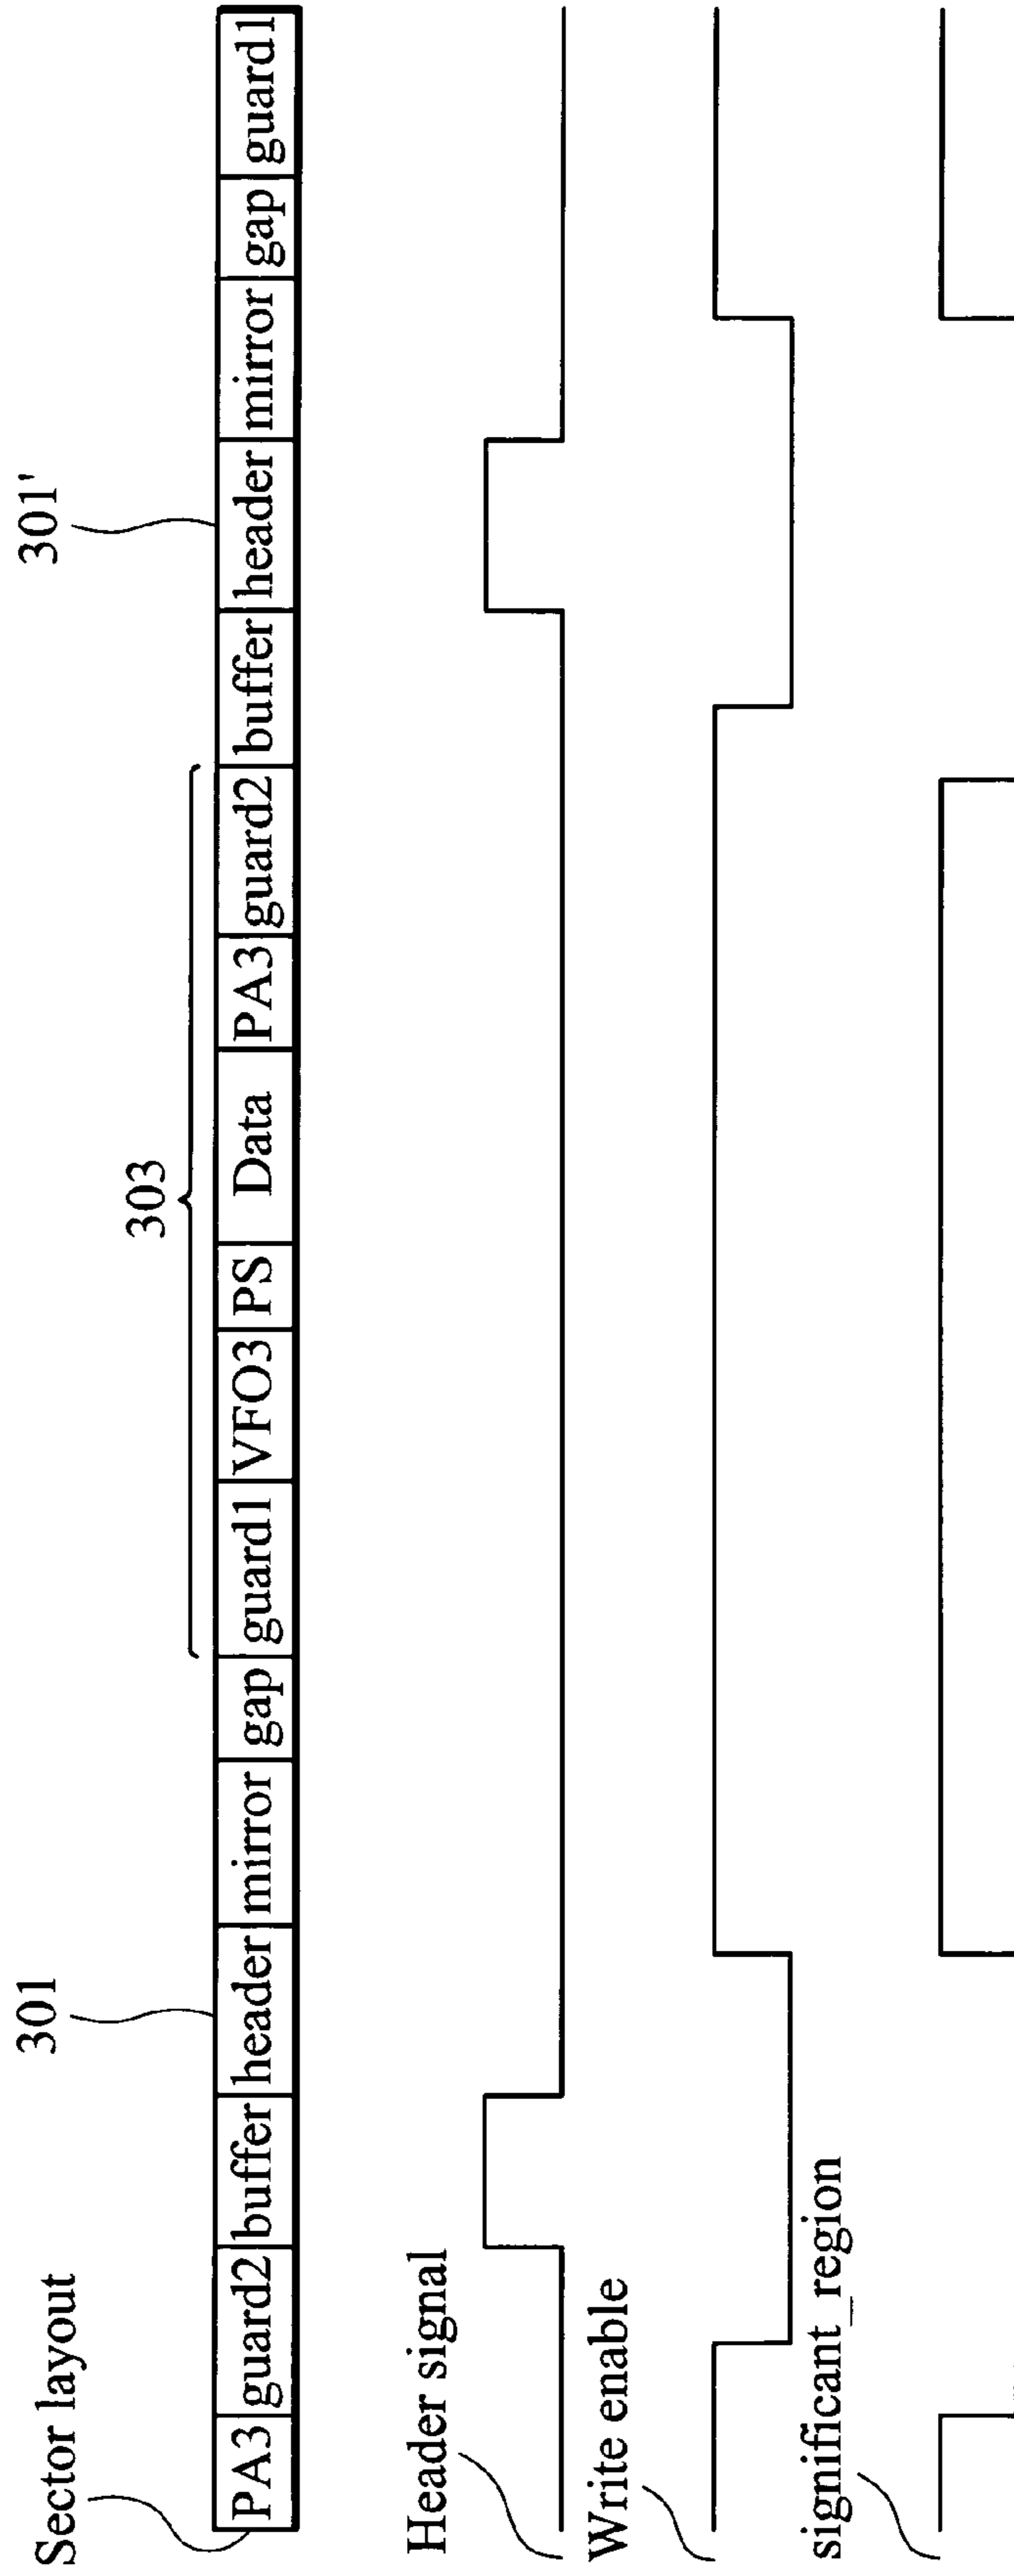 Sector layout
301
303
301'
PA3 guard2 buffer header mirror gap guard1 VFO3 PS Data PA3 guard2 buffer header mirror gap guard1
Header signal
Write enable
significant_region